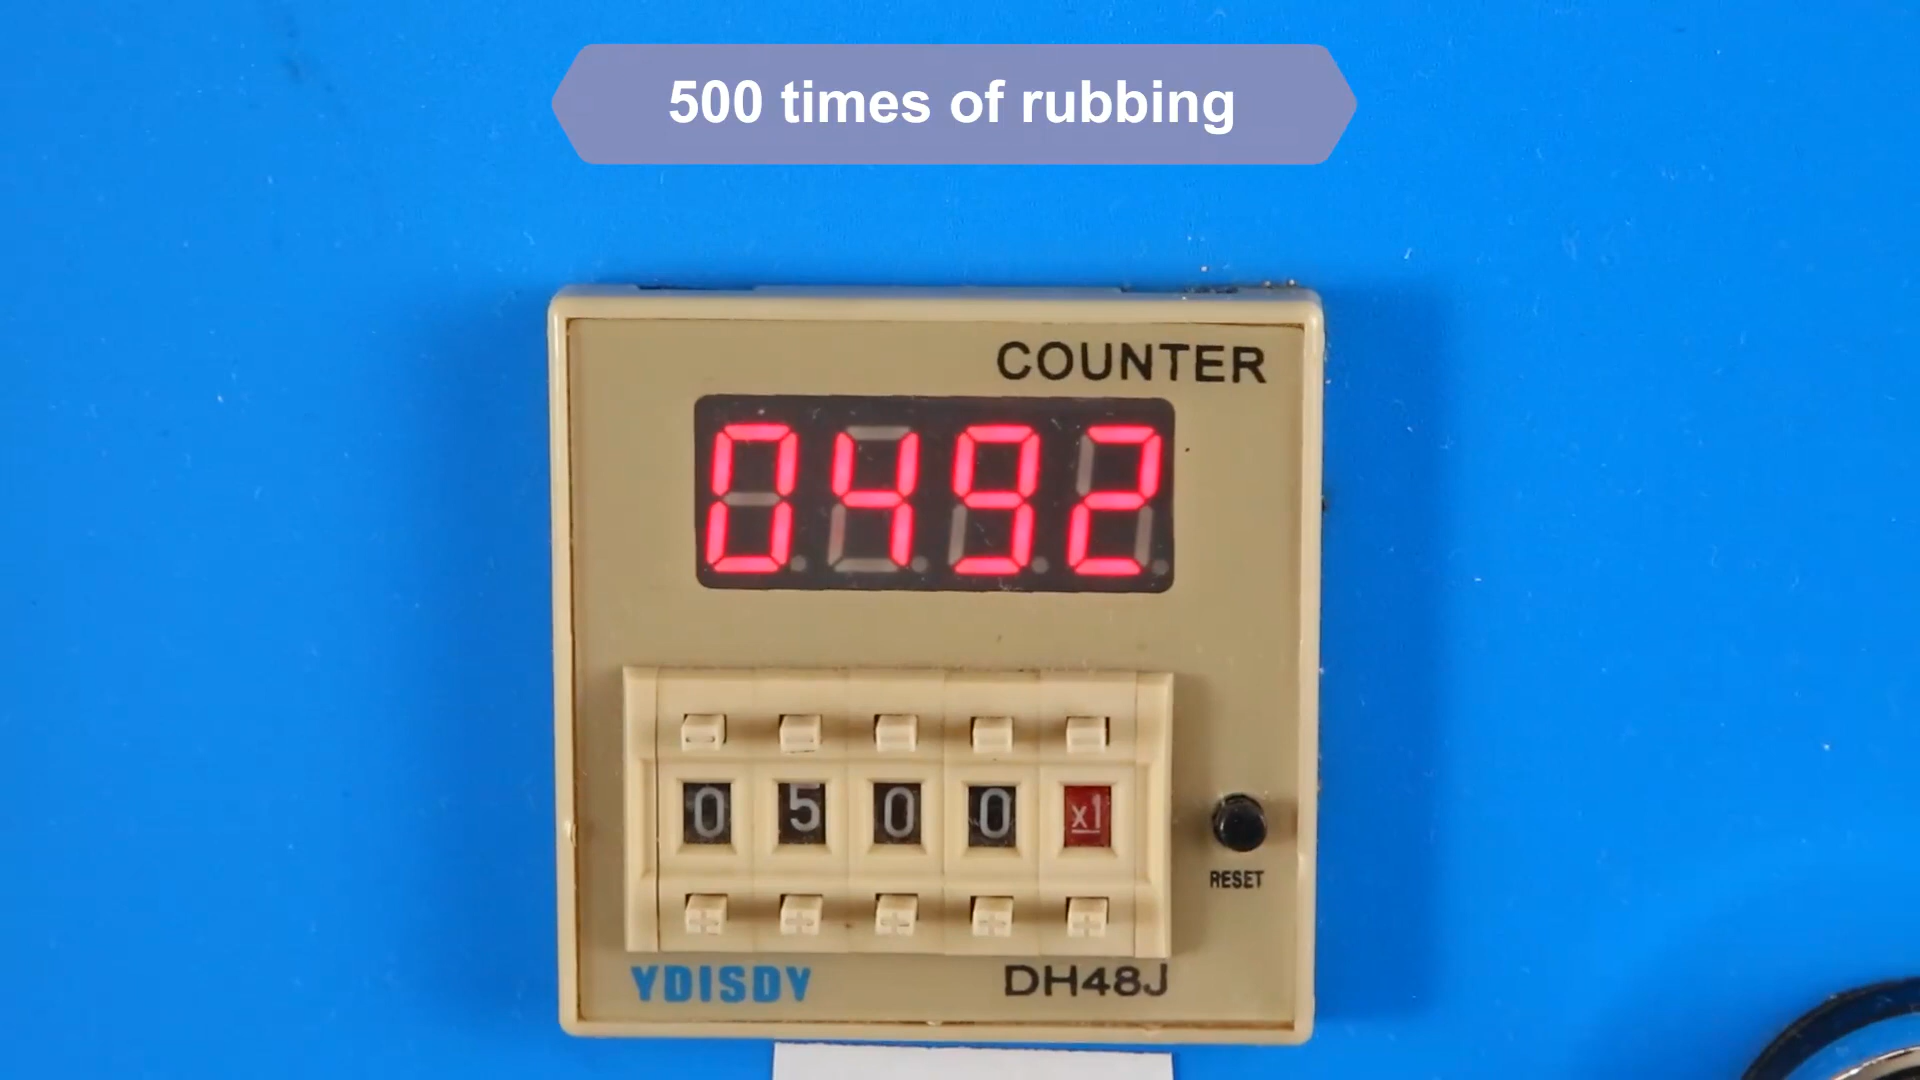 500 times of rubbing
COUNTER
0492
0 5 0 0 x1
RESET
YDISDY DH48J